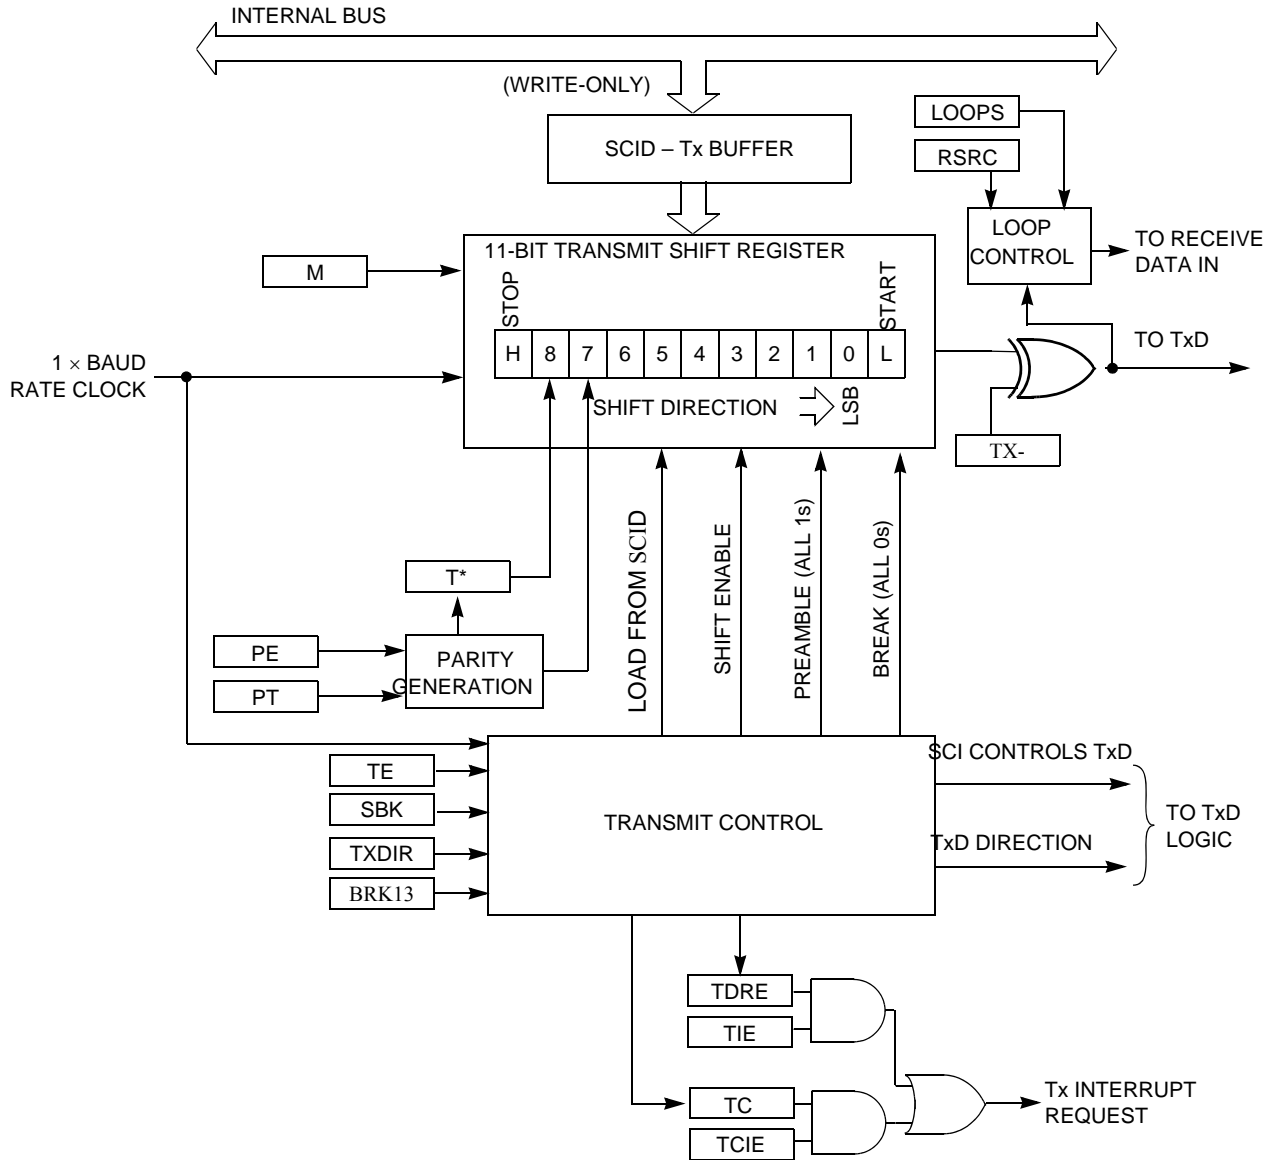 INTERNAL BUS
(WRITE-ONLY)
SCID – Tx BUFFER
LOOPS
RSRC
LOOP
CONTROL
TO RECEIVE
DATA IN
11-BIT TRANSMIT SHIFT REGISTER
M
STOP
START
H 8 7 6 5 4 3 2 1 0 L
1 × BAUD
RATE CLOCK
SHIFT DIRECTION
LSB
TO TxD
TX-
LOAD FROM SCID
SHIFT ENABLE
PREAMBLE (ALL 1s)
BREAK (ALL 0s)
T*
PE
PT
PARITY
GENERATION
TE
SBK
TXDIR
BRK13
TRANSMIT CONTROL
SCI CONTROLS TxD
TxD DIRECTION
TO TxD
LOGIC
TDRE
TIE
TC
TCIE
Tx INTERRUPT
REQUEST